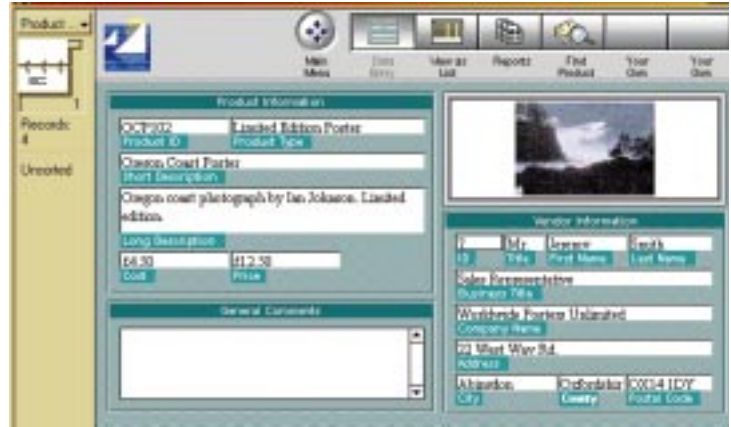 Product ...
1
Records:
4
Unsorted
Main
Menu
Data
Entry
View as
List
Reports
Find
Product
Your
Own
Your
Own
Product Information
OCP102
Limited Edition Poster
Product ID
Product Type
Oregon Coast Poster
Short Description
Oregon coast photograph by Ian Johnson. Limited
edition.
Long Description
£6.50
£12.50
Cost
Price
General Comments
Vendor Information
Mr.
Jeremy
Smith
ID
Title
First Name
Last Name
Sales Representative
Business Title
Worldwide Posters Unlimited
Company Name
22 West Way Rd.
Address
Abingdon
Oxfordshir
OX14 1DY
City
County
Postal Code